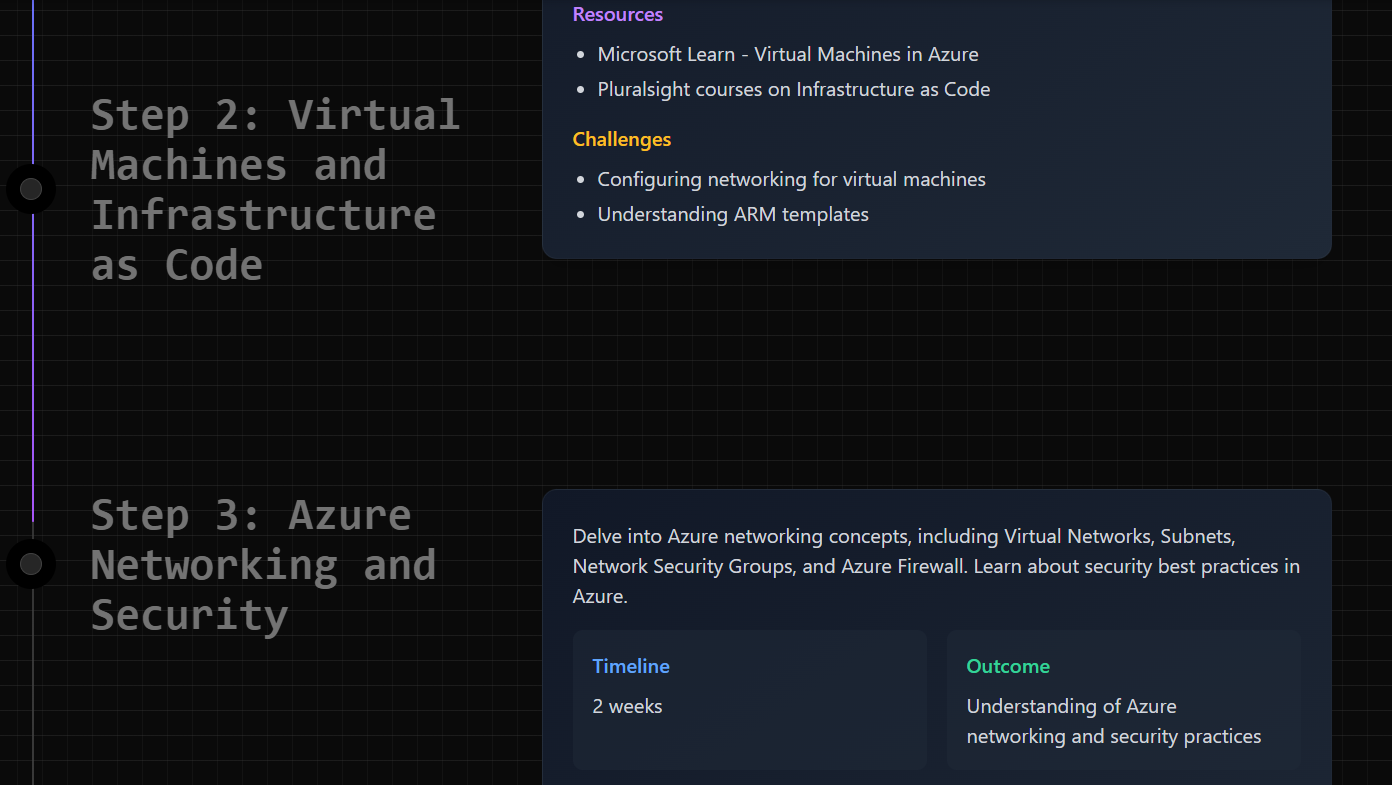 Resources
Microsoft Learn - Virtual Machines in Azure
Pluralsight courses on Infrastructure as Code
Challenges
Configuring networking for virtual machines
Understanding ARM templates
Step 2: Virtual
Machines and
Infrastructure
as Code
Step 3: Azure
Networking and
Security
Delve into Azure networking concepts, including Virtual Networks, Subnets,
Network Security Groups, and Azure Firewall. Learn about security best practices in
Azure.
Timeline
2 weeks
Outcome
Understanding of Azure
networking and security practices